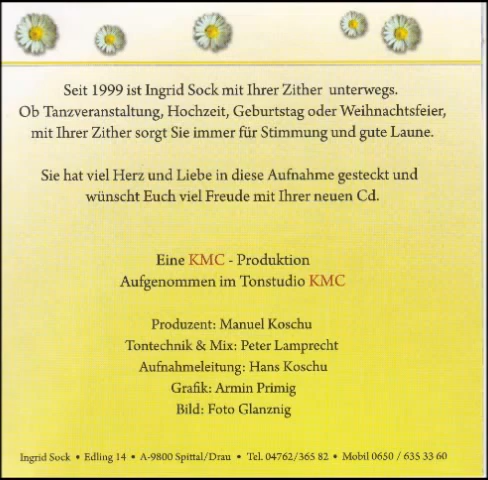 Seit 1999 ist Ingrid Sock mit Ihrer Zither unterwegs.
Ob Tanzveranstaltung, Hochzeit, Geburtstag oder Weihnachtsfeier,
mit Ihrer Zither sorgt Sie immer für Stimmung und gute Laune.
Sie hat viel Herz und Liebe in diese Aufnahme gesteckt und
wünscht Euch viel Freude mit Ihrer neuen Cd.
Eine KMC - Produktion
Aufgenommen im Tonstudio KMC
Produzent: Manuel Koschu
Tontechnik & Mix: Peter Lamprecht
Aufnahmeleitung: Hans Koschu
Grafik: Armin Primig
Bild: Foto Glanznig
Ingrid Sock • Edling 14 • A-9800 Spittal/Drau • Tel. 04762/365 82 • Mobil 0650 / 635 33 60